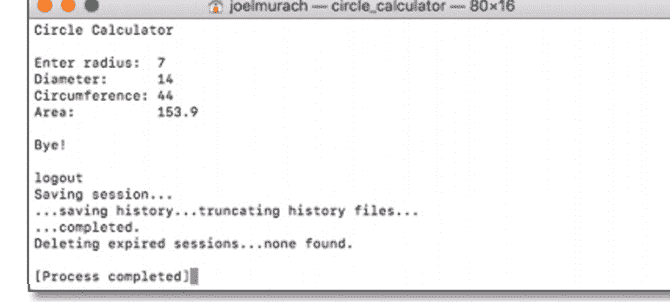 joelmurach — circle_calculator — 80×16
Circle Calculator
Enter radius: 7
Diameter: 14
Circumference: 44
Area: 153.9
Bye!
logout
Saving session...
...saving history...truncating history files...
...completed.
Deleting expired sessions...none found.
[Process completed]